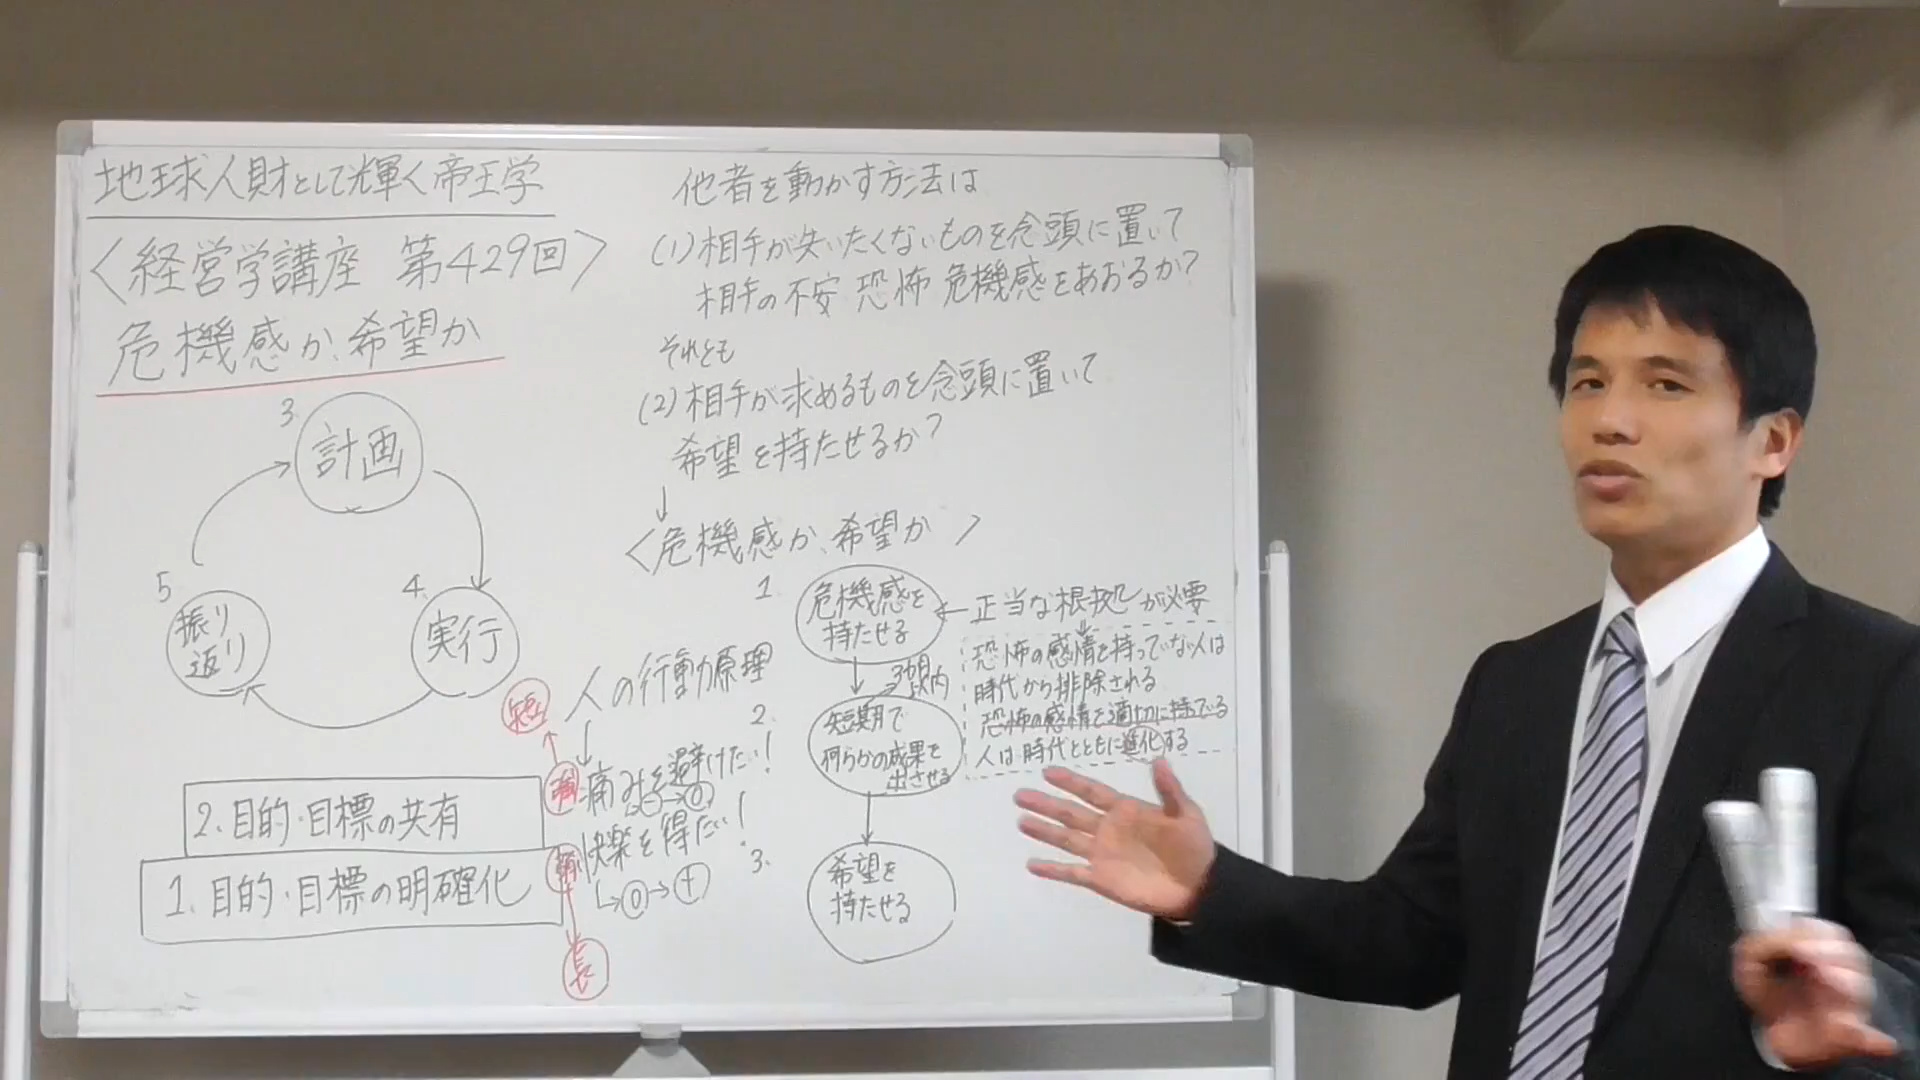 地球人財として輝く帝王学
〈経営学講座 第429回〉
危機感か、希望か
3
計画
5
振り
返り
4
実行
2. 目的・目標の共有
1. 目的・目標の明確化
人の行動原理
短
痛みを避けたい!
⊖→⓪
快楽を得たい!
⓪→⊕
長
他者を動かす方法は
(1) 相手が失いたくないものを念頭に置いて
相手の不安 恐怖 危機感をあおるか?
それとも
(2) 相手が求めるものを念頭に置いて
希望を持たせるか?
〈危機感か、希望か〉
1.
危機感を
持たせる
正当な根拠が必要
恐怖の感情を持っていない人は
時代から排除される
恐怖の感情を適切に持てる
人は時代とともに進化する
以内
2.
短期で
何らかの成果を
出させる
3.
希望を
持たせる